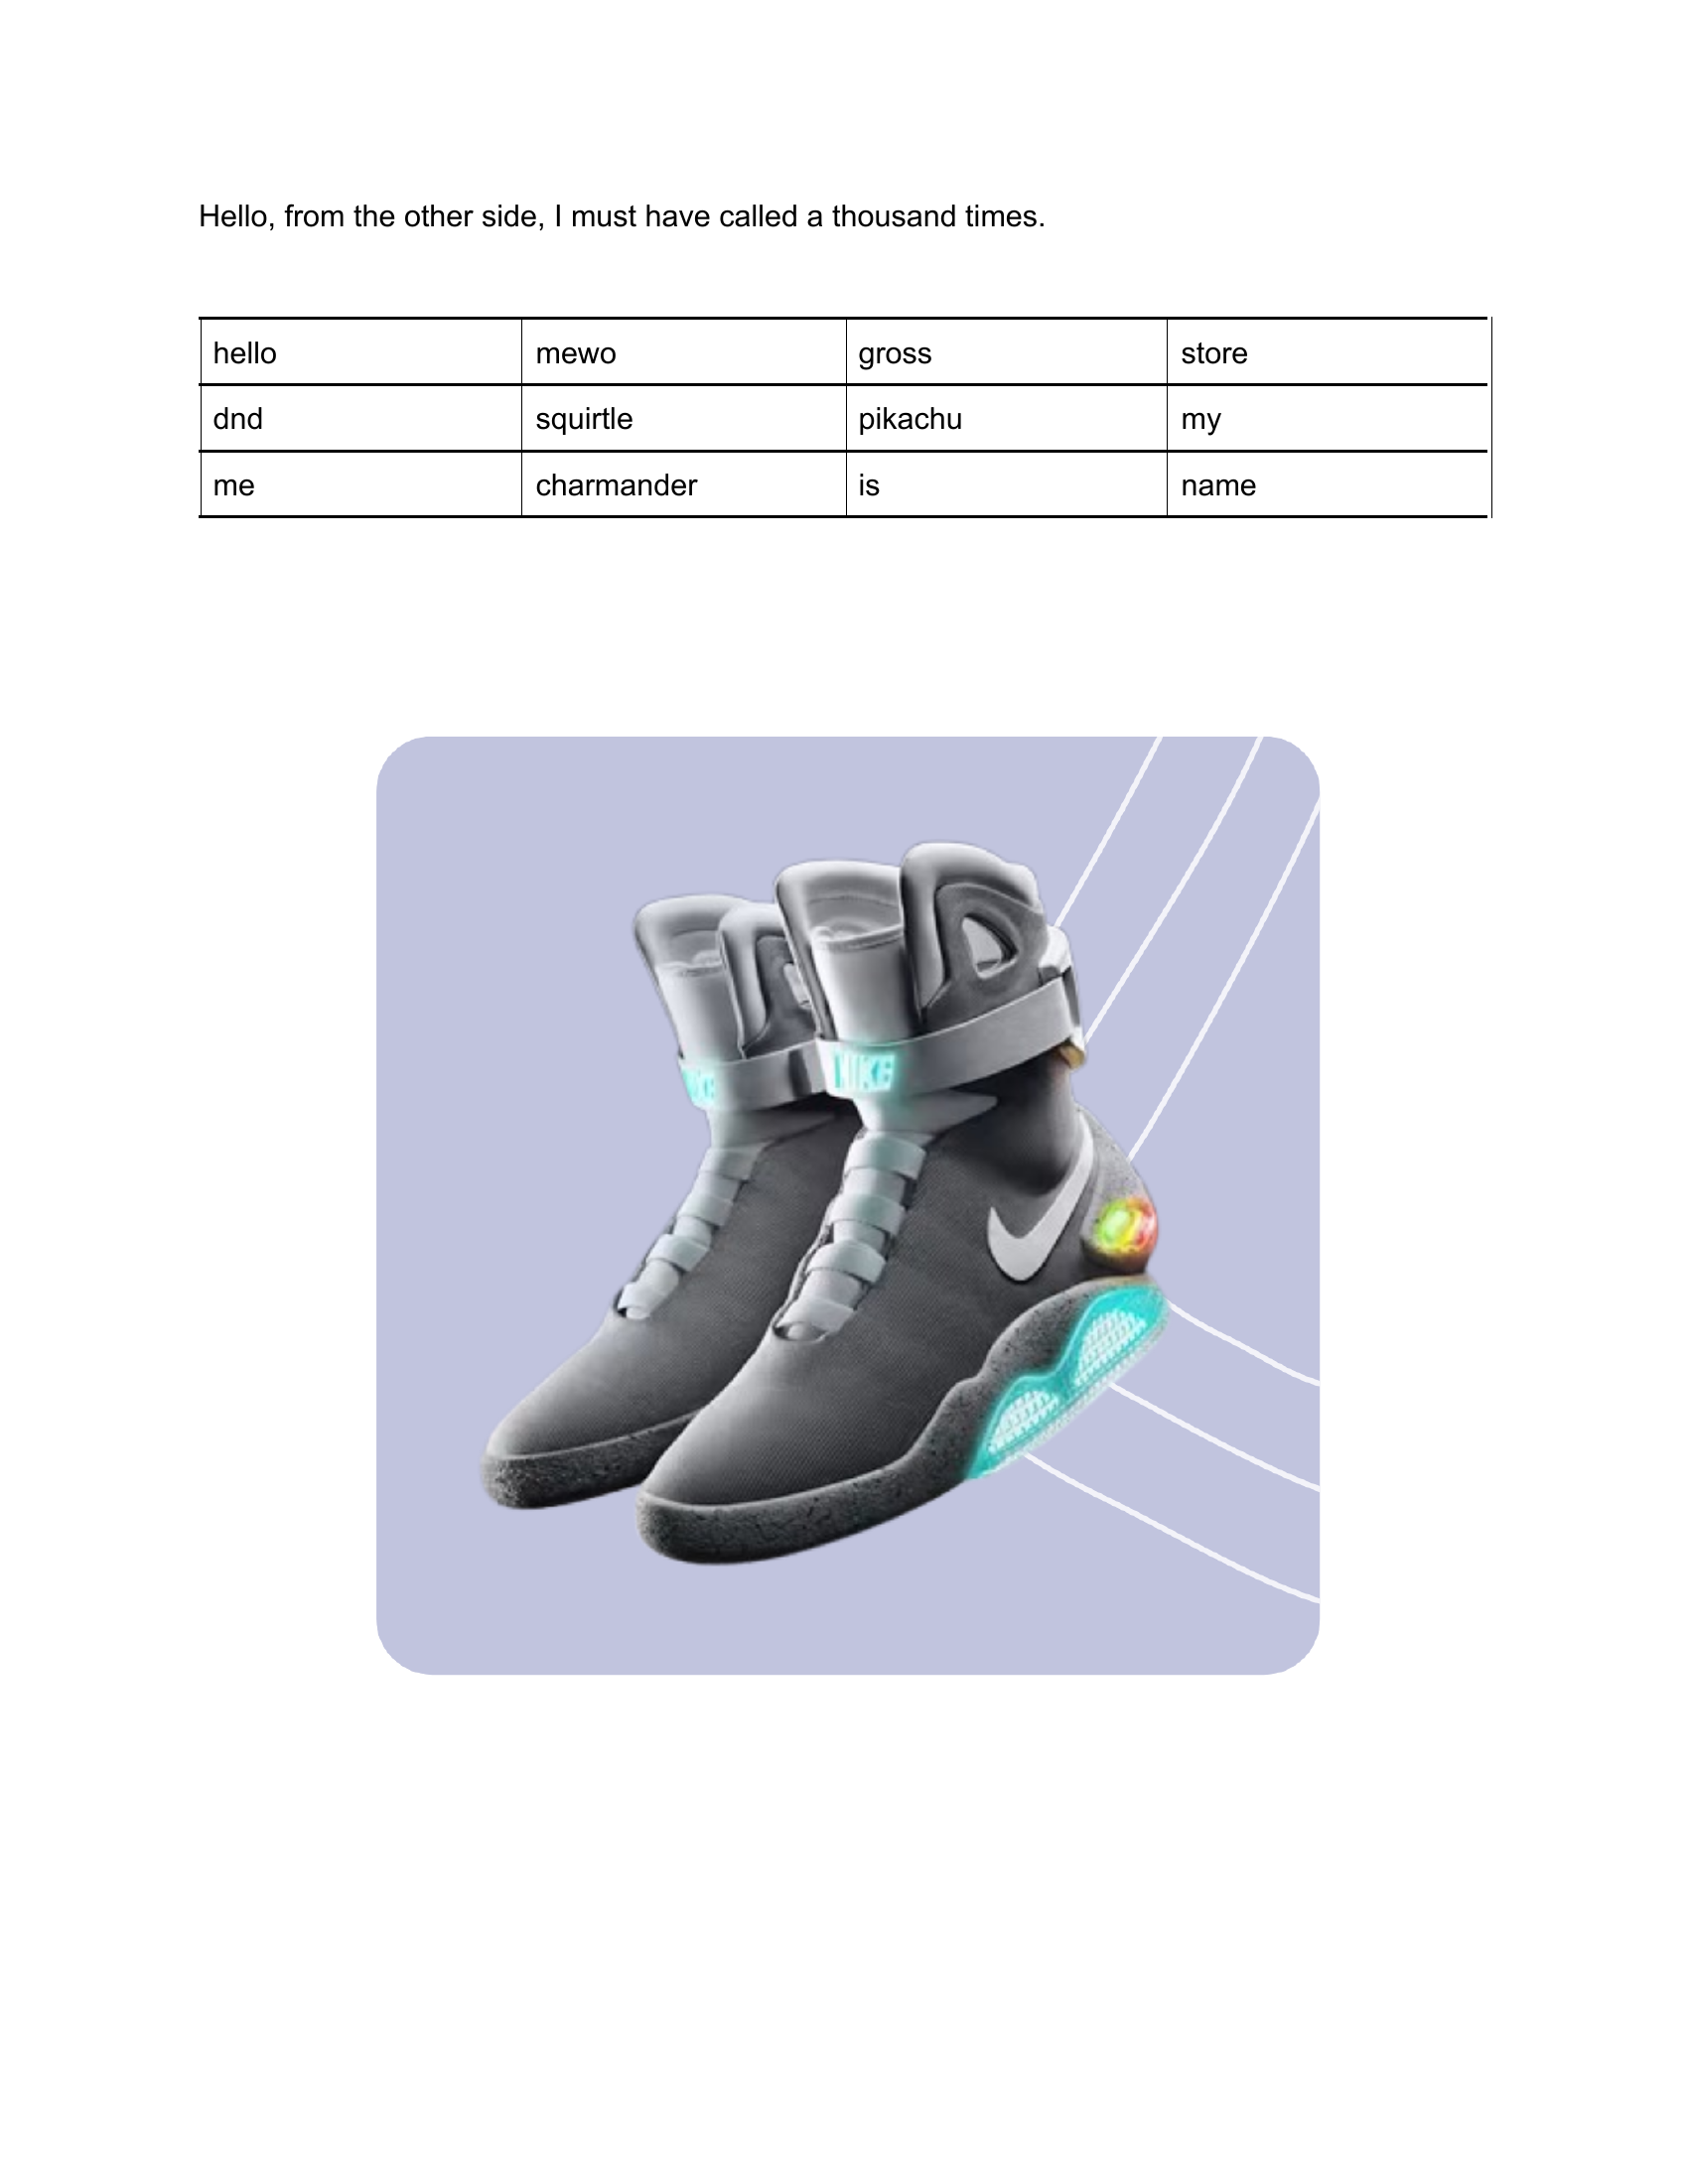 Hello, from the other side, I must have called a thousand times.
hello mewo gross store
dnd squirtle pikachu my
me charmander is name
NIKE